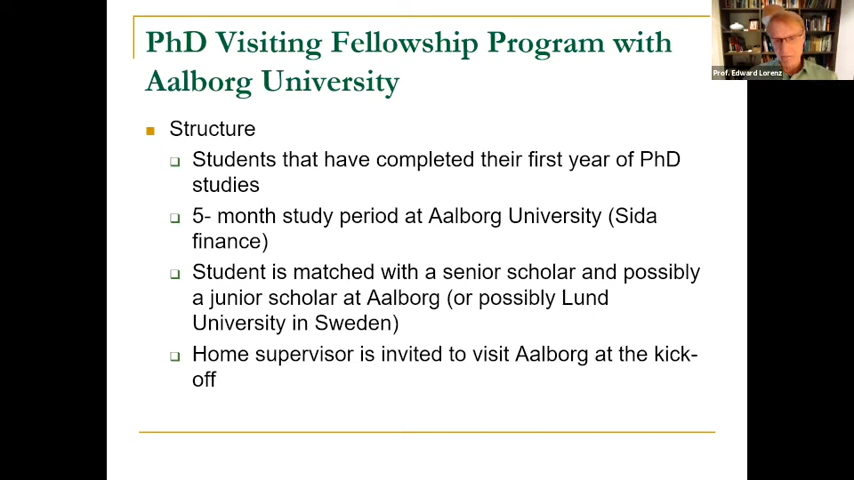 PhD Visiting Fellowship Program with
Aalborg University
Prof. Edward Lorenz
Structure
Students that have completed their first year of PhD
studies
5- month study period at Aalborg University (Sida
finance)
Student is matched with a senior scholar and possibly
a junior scholar at Aalborg (or possibly Lund
University in Sweden)
Home supervisor is invited to visit Aalborg at the kick-
off